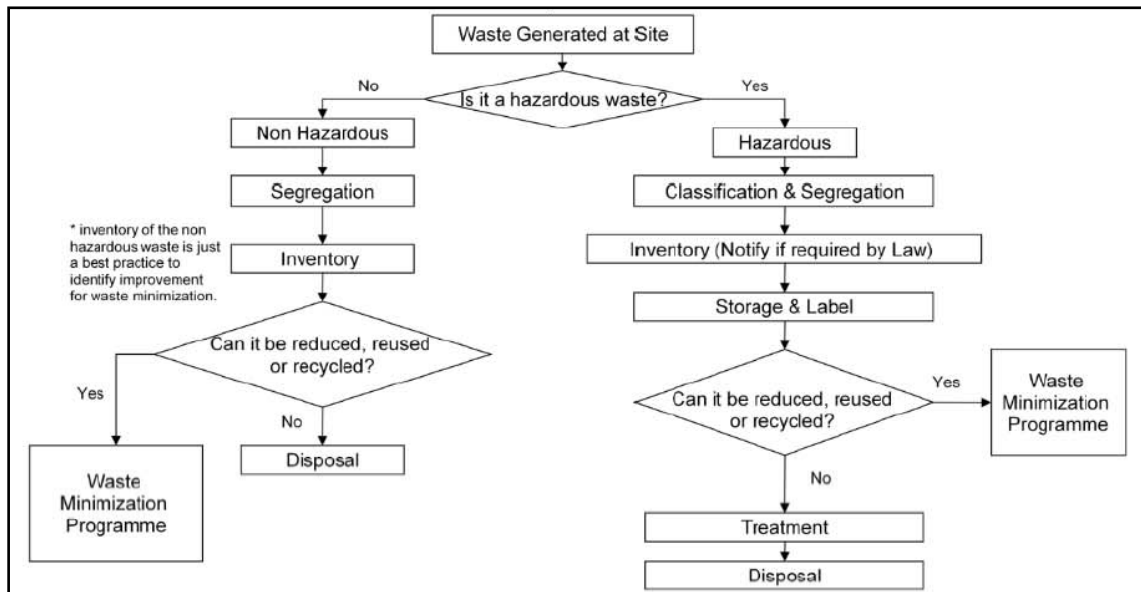 Waste Generated at Site
Is it a hazardous waste?
No
Yes
Non Hazardous
Segregation
* inventory of the non
hazardous waste is just
a best practice to
identify improvement
for waste minimization.
Inventory
Can it be reduced, reused
or recycled?
Yes
No
Waste
Minimization
Programme
Disposal
Hazardous
Classification & Segregation
Inventory (Notify if required by Law)
Storage & Label
Can it be reduced, reused
or recycled?
Yes
Waste
Minimization
Programme
No
Treatment
Disposal